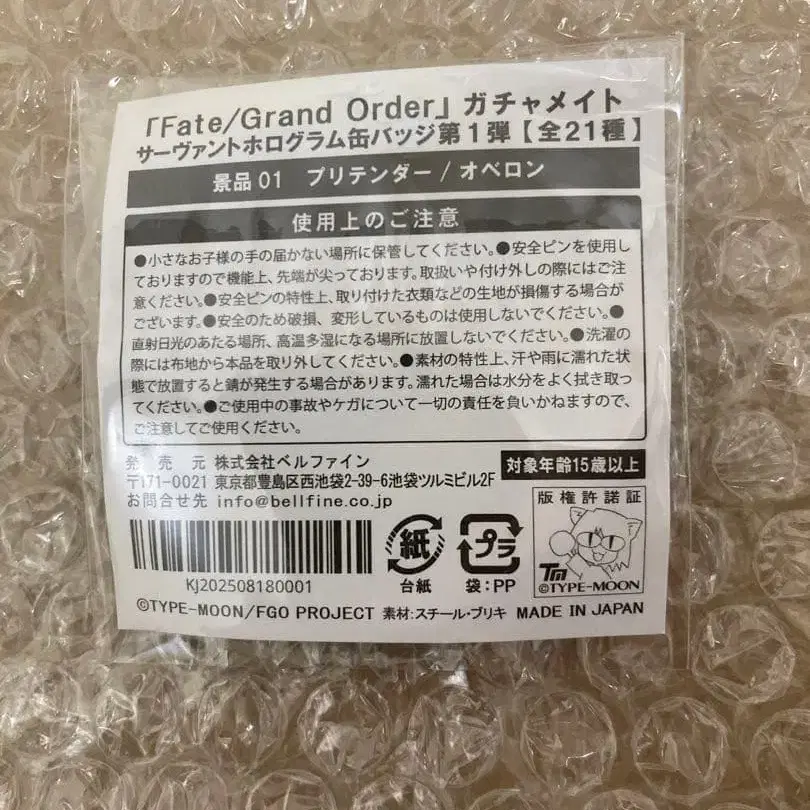 「Fate/Grand Order」ガチャメイト
サーヴァントホログラム缶バッジ第1弾【全21種】
景品01 プリテンダー/オベロン
使用上のご注意
●小さなお子様の手の届かない場所に保管してください。●安全ピンを使用し
ておりますので機能上、先端が尖っております。取扱いや付け外しの際にはご注
意ください。●安全ピンの特性上、取り付けた衣類などの生地が損傷する場合が
ございます。●安全のため破損、変形しているものは使用しないでください。●
直射日光のあたる場所、高温多湿になる場所に放置しないでください。●洗濯
の際には布地から本品を取り外してください。●素材の特性上、汗や雨に濡れた状
態で放置すると錆が発生する場合があります。濡れた場合は水分をよく拭き取っ
てください。●ご使用中の事故やケガについて一切の責任を負いかねますので、
ご注意してご使用ください。
発売元 株式会社ベルファイン
〒171-0021 東京都豊島区西池袋2-39-6池袋ツルミビル2F
お問合せ先 info@bellfine.co.jp
対象年齢15歳以上
KJ202508180001
紙
台紙
プラ
袋:PP
版権許諾証
TM
©TYPE-MOON
©TYPE-MOON/FGO PROJECT 素材:スチール・ブリキ MADE IN JAPAN